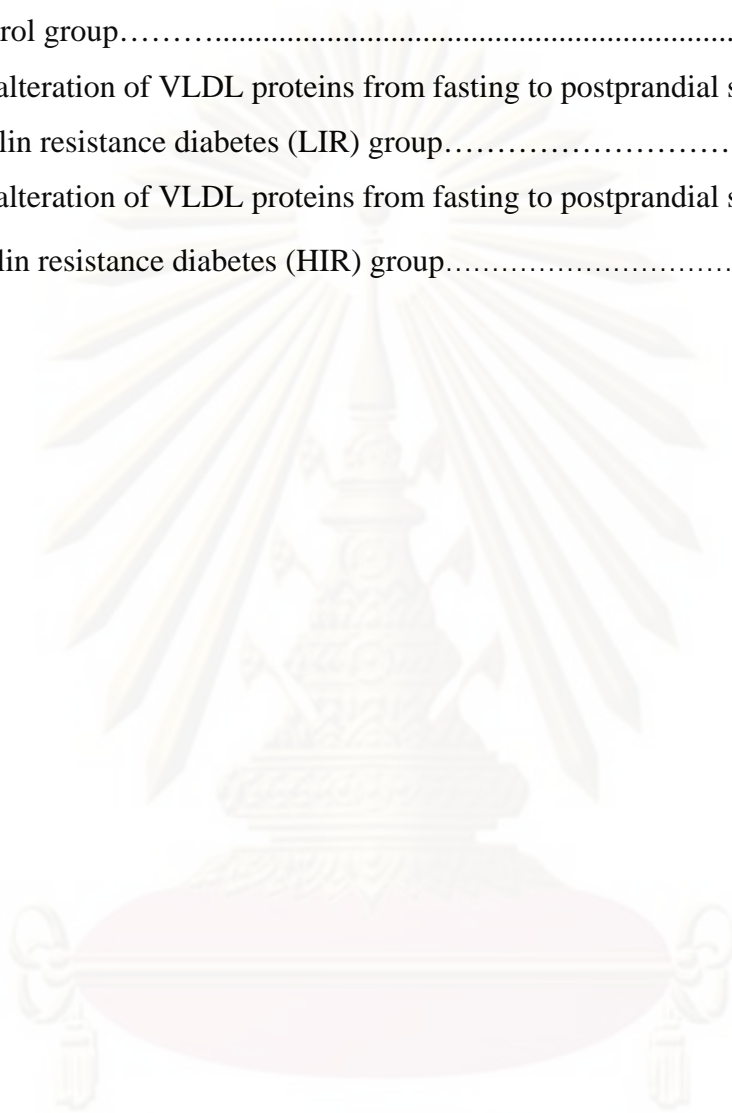 rol group……….....................................................................
alteration of VLDL proteins from fasting to postprandial s
lin resistance diabetes (LIR) group…………………………
alteration of VLDL proteins from fasting to postprandial s
lin resistance diabetes (HIR) group…………………………